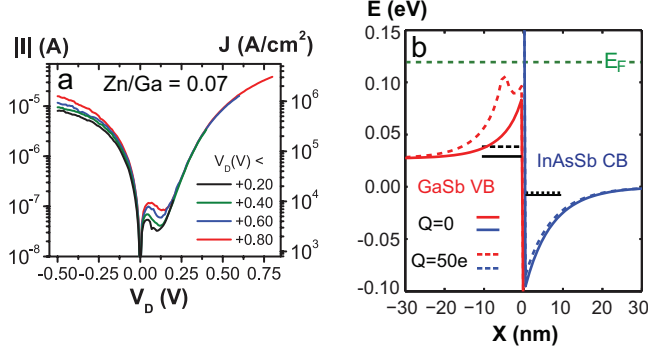 |I| (A)
J (A/cm²)
a
Zn/Ga = 0.07
10⁻⁵
10⁻⁶
10⁻⁷
10⁻⁸
10⁶
10⁵
10⁴
10³
V_D(V) <
+0.20
+0.40
+0.60
+0.80
-0.50 -0.25 0.00 0.25 0.50 0.75
V_D (V)
E (eV)
b
E_F
0.15
0.10
0.05
0.00
-0.05
-0.10
InAsSb CB
GaSb VB
Q=0
Q=50e
−30 −20 −10 0 10 20 30
X (nm)